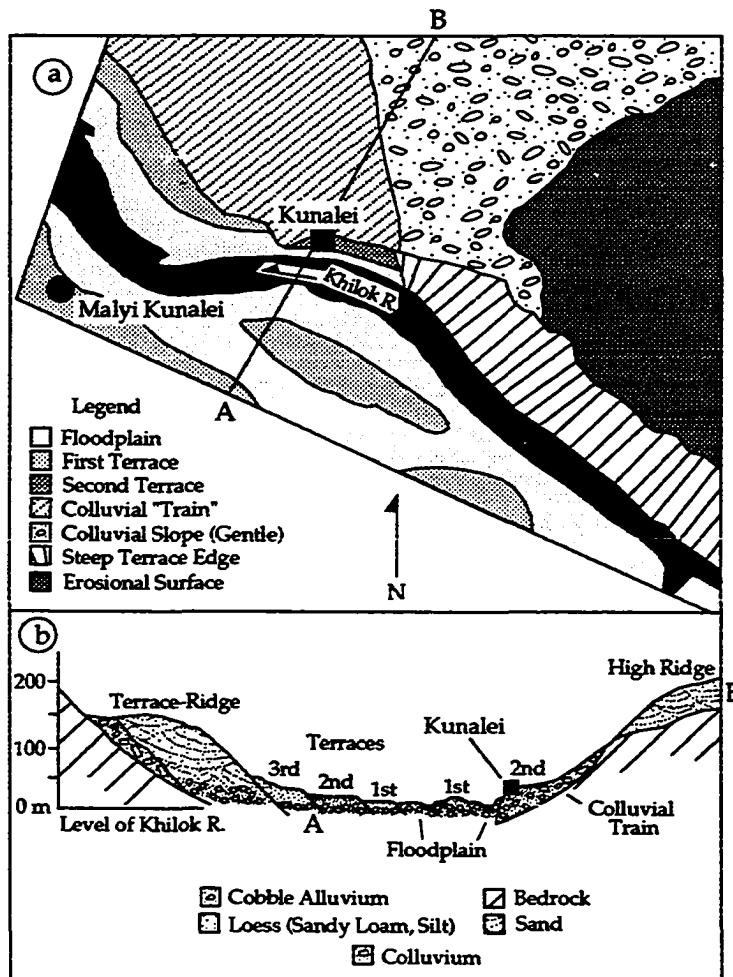 B
a
Kunalei
Khilok R.
Malyi Kunalei
A
Legend
Floodplain
First Terrace
Second Terrace
Colluvial "Train"
Colluvial Slope (Gentle)
Steep Terrace Edge
Erosional Surface
N
b
High Ridge
200
Terrace-Ridge
B
Kunalei
Terraces
100
3rd
2nd
1st
1st
2nd
0 m
Level of Khilok R.
A
Floodplain
Colluvial
Train
Cobble Alluvium
Bedrock
Loess (Sandy Loam, Silt)
Sand
Colluvium